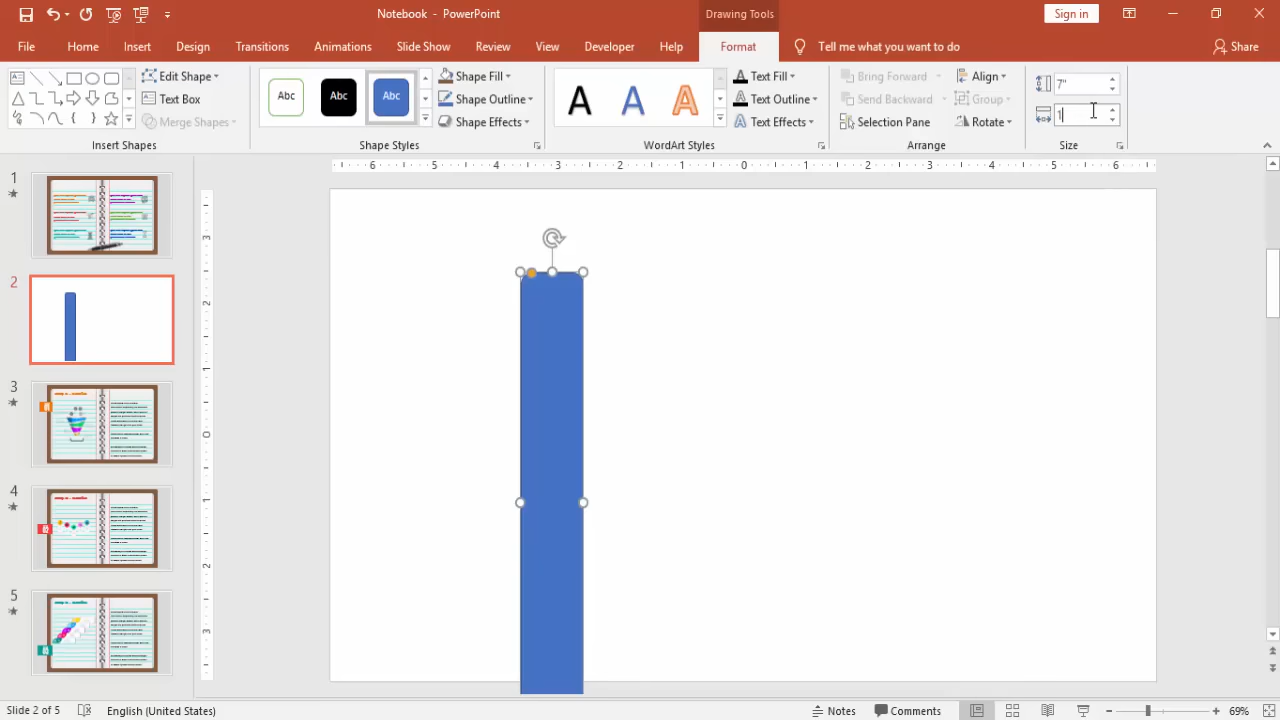 Notebook - PowerPoint
Drawing Tools
Sign in
File
Home
Insert
Design
Transitions
Animations
Slide Show
Review
View
Developer
Help
Format
Tell me what you want to do
Share
Edit Shape
Text Box
Merge Shapes
Insert Shapes
Abc
Abc
Abc
Shape Fill
Shape Outline
Shape Effects
Shape Styles
A
A
A
Text Fill
Text Outline
Text Effects
WordArt Styles
Bring Forward
Send Backward
Selection Pane
Align
Group
Rotate
Arrange
7"
1
Size
6 5 4 3 2 1 0 1 2 3 4 5 6
3
2
1
0
1
2
3
1
2
3
4
5
Slide 2 of 5
English (United States)
Notes
Comments
69%